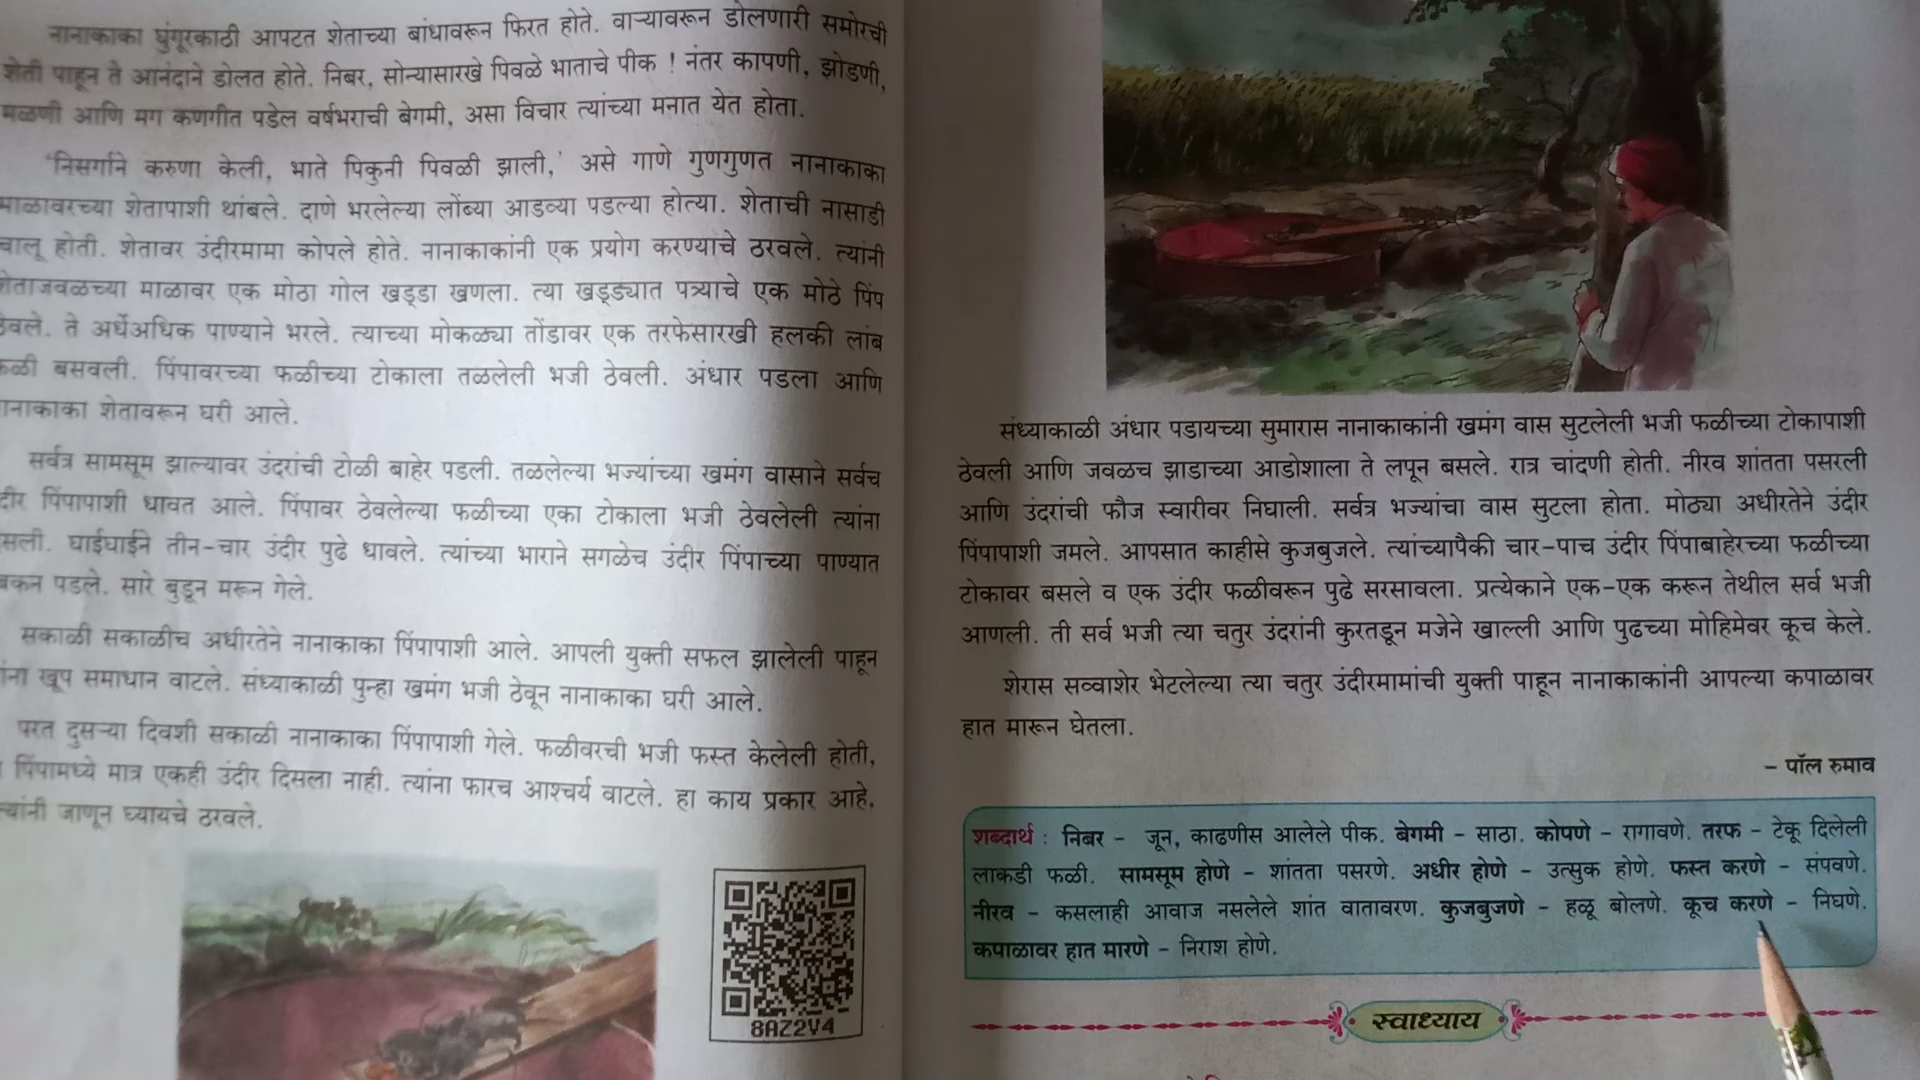 नानाकाका घुंगूरकाठी आपटत शेताच्या बांधावरून फिरत होते. वाऱ्यावरून डोलणारी समोरची
शेती पाहून ते आनंदाने डोलत होते. निबर, सोन्यासारखे पिवळे भाताचे पीक ! नंतर कापणी, झोडणी,
मळणी आणि मग कणगीत पडेल वर्षभराची बेगमी, असा विचार त्यांच्या मनात येत होता.
'निसर्गाने करुणा केली, भाते पिकुनी पिवळी झाली,' असे गाणे गुणगुणत नानाकाका
माळावरच्या शेतापाशी थांबले. दाणे भरलेल्या लोंब्या आडव्या पडल्या होत्या. शेताची नासाडी
चालू होती. शेतावर उंदीरमामा कोपले होते. नानाकाकांनी एक प्रयोग करण्याचे ठरवले. त्यांनी
शेताजवळच्या माळावर एक मोठा गोल खड्डा खणला. त्या खड्ड्यात पत्र्याचे एक मोठे पिंप
ठेवले. ते अर्धेअधिक पाण्याने भरले. त्याच्या मोकळ्या तोंडावर एक तरफेसारखी हलकी लांब
फळी बसवली. पिंपावरच्या फळीच्या टोकाला तळलेली भजी ठेवली. अंधार पडला आणि
नानाकाका शेतावरून घरी आले.
सर्वत्र सामसूम झाल्यावर उंदरांची टोळी बाहेर पडली. तळलेल्या भज्यांच्या खमंग वासाने सर्वच
उंदीर पिंपापाशी धावत आले. पिंपावर ठेवलेल्या फळीच्या एका टोकाला भजी ठेवलेली त्यांना
दिसली. घाईघाईने तीन-चार उंदीर पुढे धावले. त्यांच्या भाराने सगळेच उंदीर पिंपाच्या पाण्यात
पडले. सारे बुडून मरून गेले.
सकाळी सकाळीच अधीरतेने नानाकाका पिंपापाशी आले. आपली युक्ती सफल झालेली पाहून
त्यांना खूप समाधान वाटले. संध्याकाळी पुन्हा खमंग भजी ठेवून नानाकाका घरी आले.
परत दुसऱ्या दिवशी सकाळी नानाकाका पिंपापाशी गेले. फळीवरची भजी फस्त केलेली होती,
पिंपामध्ये मात्र एकही उंदीर दिसला नाही. त्यांना फारच आश्चर्य वाटले. हा काय प्रकार आहे,
त्यांनी जाणून घ्यायचे ठरवले.
8AZ2V4
संध्याकाळी अंधार पडायच्या सुमारास नानाकाकांनी खमंग वास सुटलेली भजी फळीच्या टोकापाशी
ठेवली आणि जवळच झाडाच्या आडोशाला ते लपून बसले. रात्र चांदणी होती. नीरव शांतता पसरली
आणि उंदरांची फौज स्वारीवर निघाली. सर्वत्र भज्यांचा वास सुटला होता. मोठ्या अधीरतेने उंदीर
पिंपापाशी जमले. आपसात काहीसे कुजबुजले. त्यांच्यापैकी चार-पाच उंदीर पिंपाबाहेरच्या फळीच्या
टोकावर बसले व एक उंदीर फळीवरून पुढे सरसावला. प्रत्येकाने एक-एक करून तेथील सर्व भजी
आणली. ती सर्व भजी त्या चतुर उंदरांनी कुरतडून मजेने खाल्ली आणि पुढच्या मोहिमेवर कूच केले.
शेरास सव्वाशेर भेटलेल्या त्या चतुर उंदीरमामांची युक्ती पाहून नानाकाकांनी आपल्या कपाळावर
हात मारून घेतला.
– पॉल रुमाव
शब्दार्थ : निबर – जून, काढणीस आलेले पीक. बेगमी – साठा. कोपणे – रागावणे. तरफ – टेकू दिलेली
लाकडी फळी. सामसूम होणे – शांतता पसरणे. अधीर होणे – उत्सुक होणे. फस्त करणे – संपवणे.
नीरव – कसलाही आवाज नसलेले शांत वातावरण. कुजबुजणे – हळू बोलणे. कूच करणे – निघणे.
कपाळावर हात मारणे – निराश होणे.
स्वाध्याय